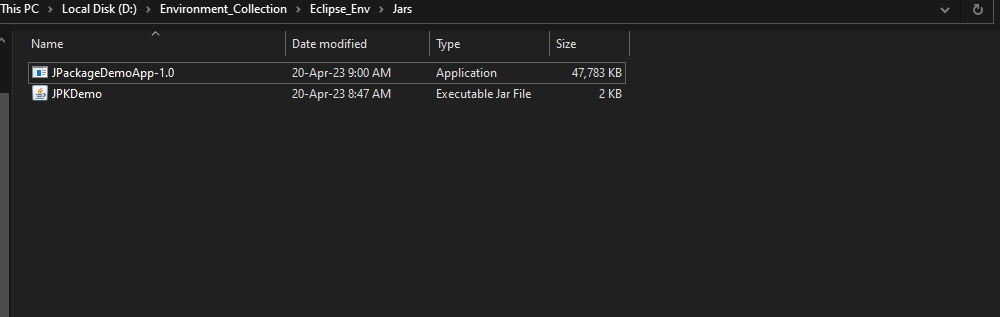 This PC > Local Disk (D:) > Environment_Collection > Eclipse_Env > Jars
Name Date modified Type Size
JPackageDemoApp-1.0 20-Apr-23 9:00 AM Application 47,783 KB
JPKDemo 20-Apr-23 8:47 AM Executable Jar File 2 KB